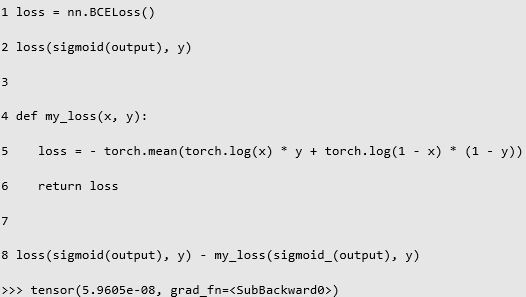 1 loss = nn.BCELoss()
2 loss(sigmoid(output), y)
3
4 def my_loss(x, y):
5    loss = - torch.mean(torch.log(x) * y + torch.log(1 - x) * (1 - y))
6    return loss
7
8 loss(sigmoid(output), y) - my_loss(sigmoid_(output), y)
>>> tensor(5.9605e-08, grad_fn=<SubBackward0>)